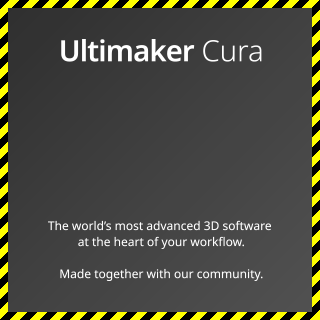 Ultimaker Cura
The world’s most advanced 3D software
at the heart of your workflow.
Made together with our community.